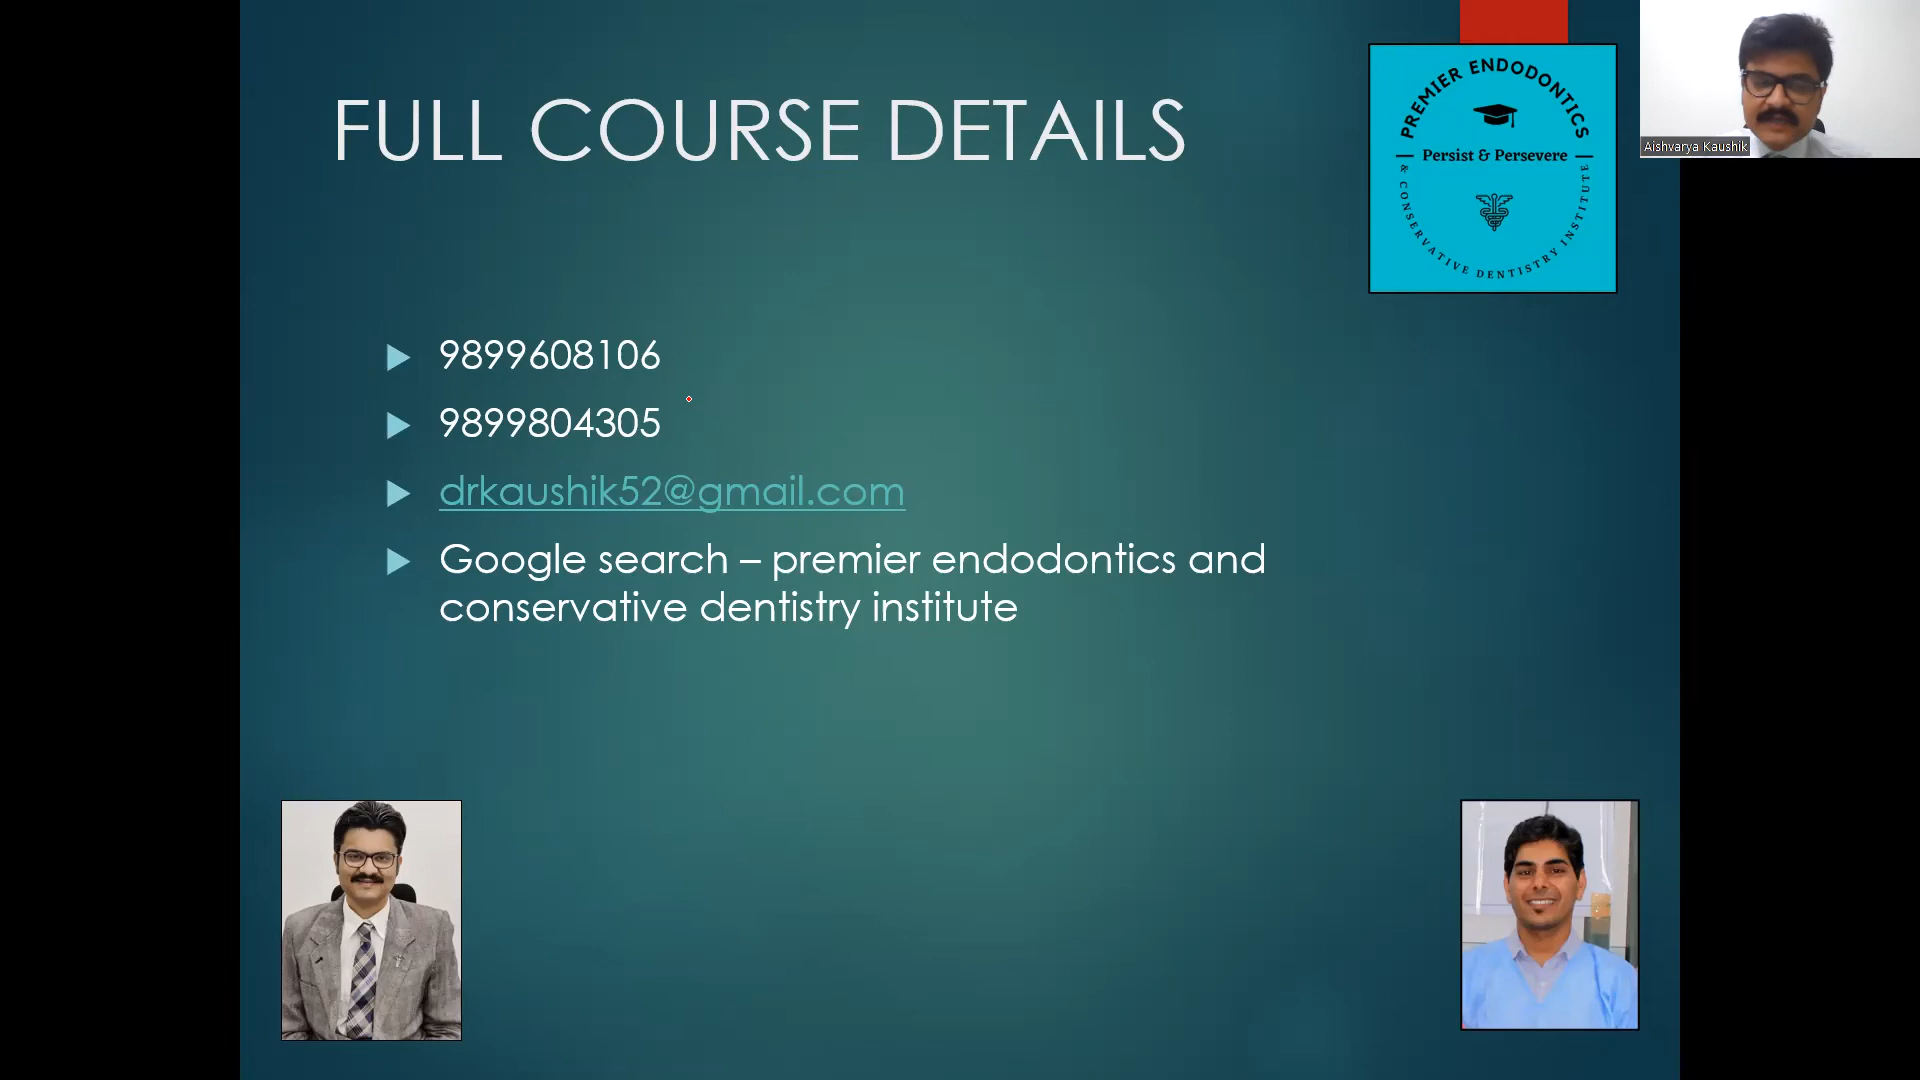 FULL COURSE DETAILS
PREMIER ENDODONTICS
Persist & Persevere
& CONSERVATIVE DENTISTRY INSTITUTE
Aishvarya Kaushik
9899608106
9899804305
drkaushik52@gmail.com
Google search – premier endodontics and
conservative dentistry institute